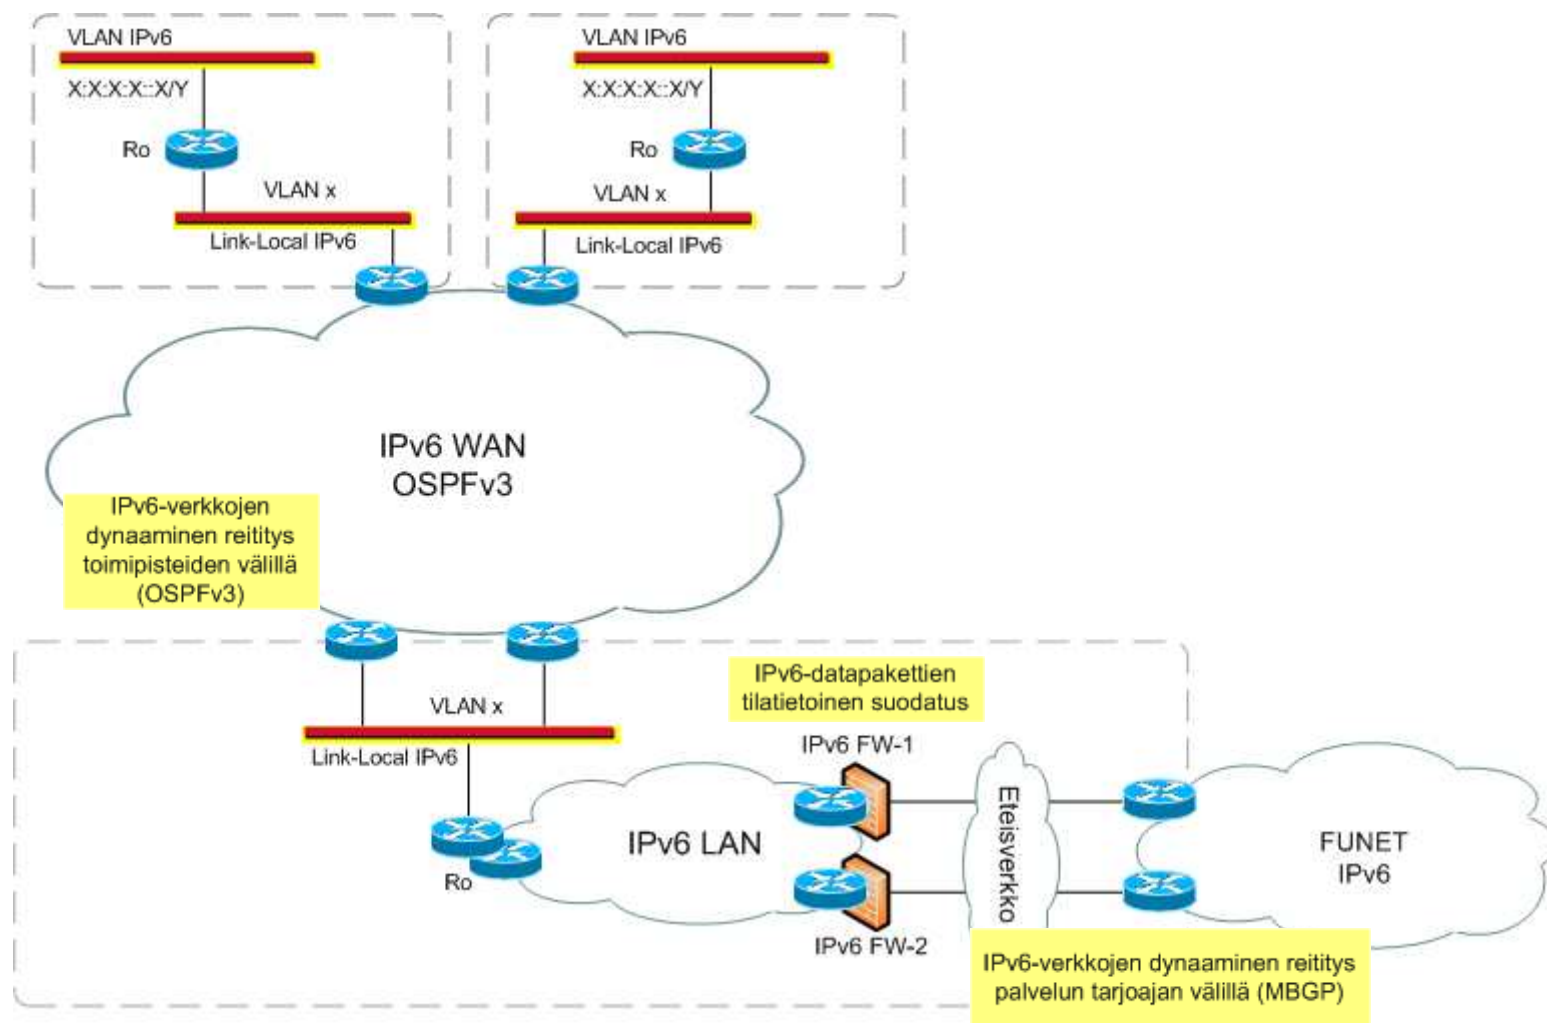 VLAN IPv6
X:X:X:X::X/Y
Ro
VLAN x
Link-Local IPv6
VLAN IPv6
X:X:X:X::X/Y
Ro
VLAN x
Link-Local IPv6
IPv6 WAN
OSPFv3
IPv6-verkkojen
dynaaminen reititys
toimipisteiden välillä
(OSPFv3)
VLAN x
Link-Local IPv6
Ro
IPv6 LAN
IPv6-datapakettien
tilatietoinen suodatus
IPv6 FW-1
IPv6 FW-2
Eteisverkko
FUNET
IPv6
IPv6-verkkojen dynaaminen reititys
palvelun tarjoajan välillä (MBGP)